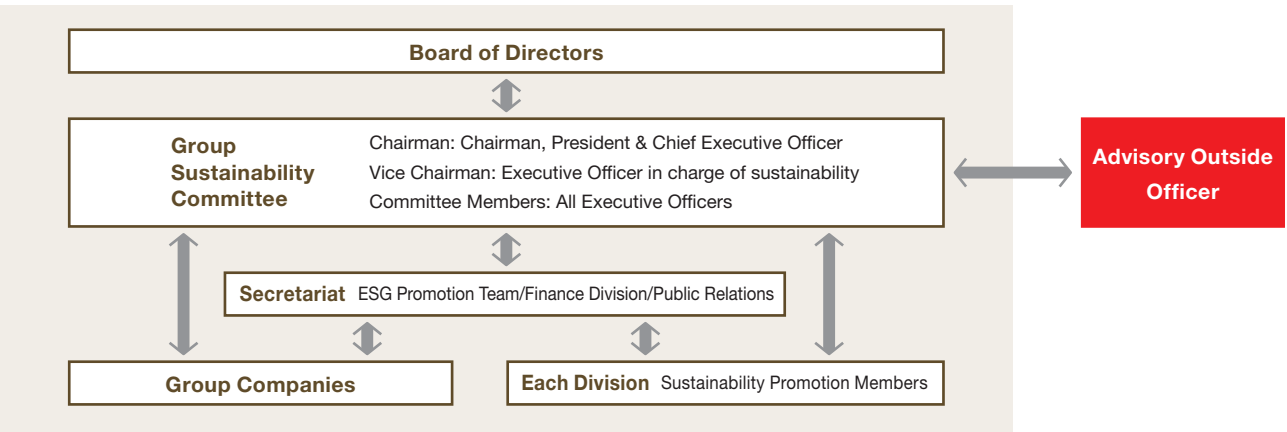 Board of Directors
Group
Sustainability
Committee
Chairman: Chairman, President & Chief Executive Officer
Vice Chairman: Executive Officer in charge of sustainability
Committee Members: All Executive Officers
Advisory Outside
Officer
Secretariat ESG Promotion Team/Finance Division/Public Relations
Group Companies
Each Division Sustainability Promotion Members